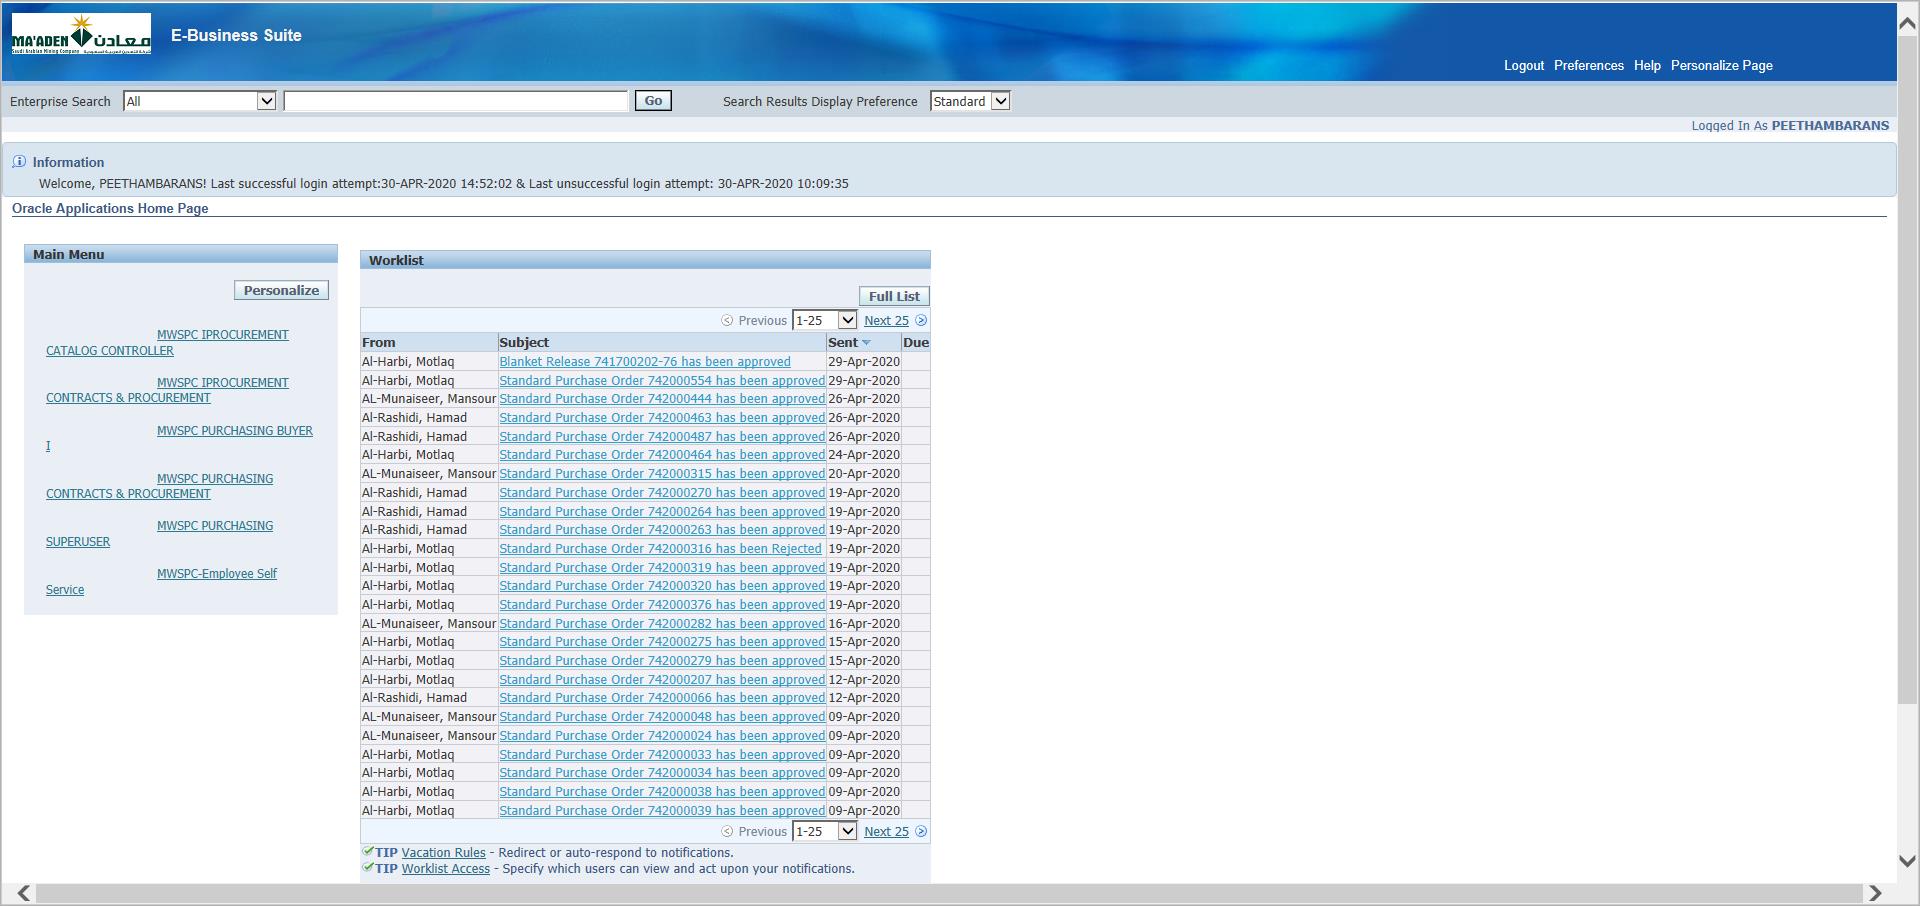 MA'ADEN معادن
E-Business Suite
Logout Preferences Help Personalize Page
Enterprise Search All Go Search Results Display Preference Standard
Logged In As PEETHAMBARANS
Information
Welcome, PEETHAMBARANS! Last successful login attempt:30-APR-2020 14:52:02 & Last unsuccessful login attempt: 30-APR-2020 10:09:35
Oracle Applications Home Page
Main Menu
Personalize
MWSPC IPROCUREMENT
CATALOG CONTROLLER
MWSPC IPROCUREMENT
CONTRACTS & PROCUREMENT
MWSPC PURCHASING BUYER
I
MWSPC PURCHASING
CONTRACTS & PROCUREMENT
MWSPC PURCHASING
SUPERUSER
MWSPC-Employee Self
Service
Worklist
Full List
Previous 1-25 Next 25
From Subject Sent Due
Al-Harbi, Motlaq Blanket Release 741700202-76 has been approved 29-Apr-2020
Al-Harbi, Motlaq Standard Purchase Order 742000554 has been approved 29-Apr-2020
AL-Munaiseer, Mansour Standard Purchase Order 742000444 has been approved 26-Apr-2020
Al-Rashidi, Hamad Standard Purchase Order 742000463 has been approved 26-Apr-2020
Al-Rashidi, Hamad Standard Purchase Order 742000487 has been approved 26-Apr-2020
Al-Harbi, Motlaq Standard Purchase Order 742000464 has been approved 24-Apr-2020
AL-Munaiseer, Mansour Standard Purchase Order 742000315 has been approved 20-Apr-2020
Al-Rashidi, Hamad Standard Purchase Order 742000270 has been approved 19-Apr-2020
Al-Rashidi, Hamad Standard Purchase Order 742000264 has been approved 19-Apr-2020
Al-Rashidi, Hamad Standard Purchase Order 742000263 has been approved 19-Apr-2020
Al-Harbi, Motlaq Standard Purchase Order 742000316 has been Rejected 19-Apr-2020
Al-Harbi, Motlaq Standard Purchase Order 742000319 has been approved 19-Apr-2020
Al-Harbi, Motlaq Standard Purchase Order 742000320 has been approved 19-Apr-2020
Al-Harbi, Motlaq Standard Purchase Order 742000376 has been approved 19-Apr-2020
AL-Munaiseer, Mansour Standard Purchase Order 742000282 has been approved 16-Apr-2020
Al-Harbi, Motlaq Standard Purchase Order 742000275 has been approved 15-Apr-2020
Al-Harbi, Motlaq Standard Purchase Order 742000279 has been approved 15-Apr-2020
Al-Harbi, Motlaq Standard Purchase Order 742000207 has been approved 12-Apr-2020
Al-Rashidi, Hamad Standard Purchase Order 742000066 has been approved 12-Apr-2020
AL-Munaiseer, Mansour Standard Purchase Order 742000048 has been approved 09-Apr-2020
AL-Munaiseer, Mansour Standard Purchase Order 742000024 has been approved 09-Apr-2020
Al-Harbi, Motlaq Standard Purchase Order 742000033 has been approved 09-Apr-2020
Al-Harbi, Motlaq Standard Purchase Order 742000034 has been approved 09-Apr-2020
Al-Harbi, Motlaq Standard Purchase Order 742000038 has been approved 09-Apr-2020
Al-Harbi, Motlaq Standard Purchase Order 742000039 has been approved 09-Apr-2020
Previous 1-25 Next 25
TIP Vacation Rules - Redirect or auto-respond to notifications.
TIP Worklist Access - Specify which users can view and act upon your notifications.